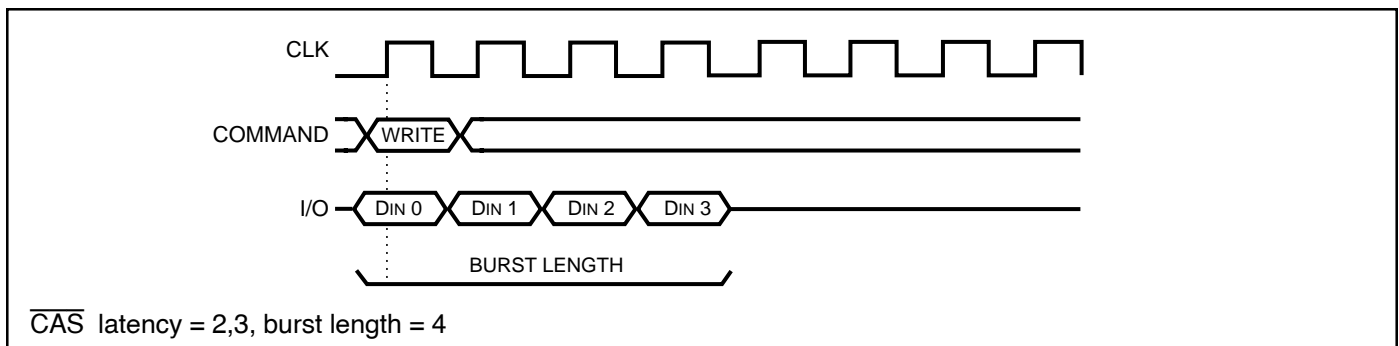 CLK
COMMAND WRITE
I/O DIN 0 DIN 1 DIN 2 DIN 3
BURST LENGTH
CAS latency = 2,3, burst length = 4